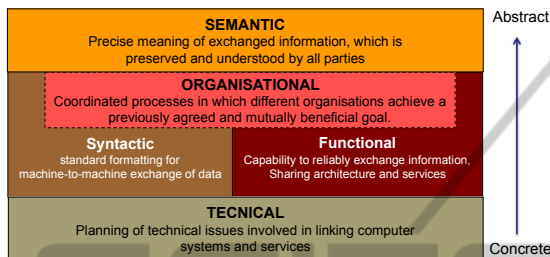 SEMANTIC
Precise meaning of exchanged information, which is
preserved and understood by all parties
ORGANISATIONAL
Coordinated processes in which different organisations achieve a
previously agreed and mutually beneficial goal.
Syntactic
standard formatting for
machine-to-machine exchange of data
Functional
Capability to reliably exchange information,
Sharing architecture and services
TECNICAL
Planning of technical issues involved in linking computer
systems and services
Abstract
Concrete